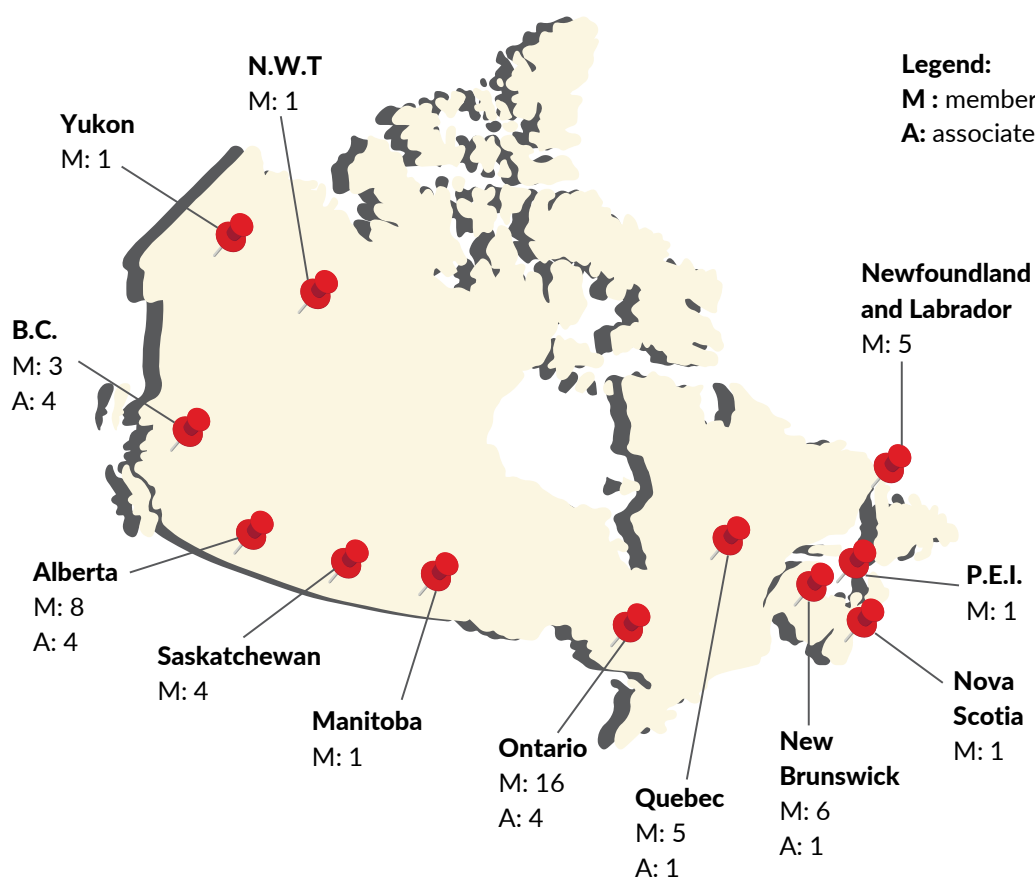 N.W.T
M: 1
Legend:
M : member
A: associate
Yukon
M: 1
Newfoundland
and Labrador
M: 5
B.C.
M: 3
A: 4
Alberta
M: 8
A: 4
Saskatchewan
M: 4
Manitoba
M: 1
Ontario
M: 16
A: 4
Quebec
M: 5
A: 1
New
Brunswick
M: 6
A: 1
P.E.I.
M: 1
Nova
Scotia
M: 1